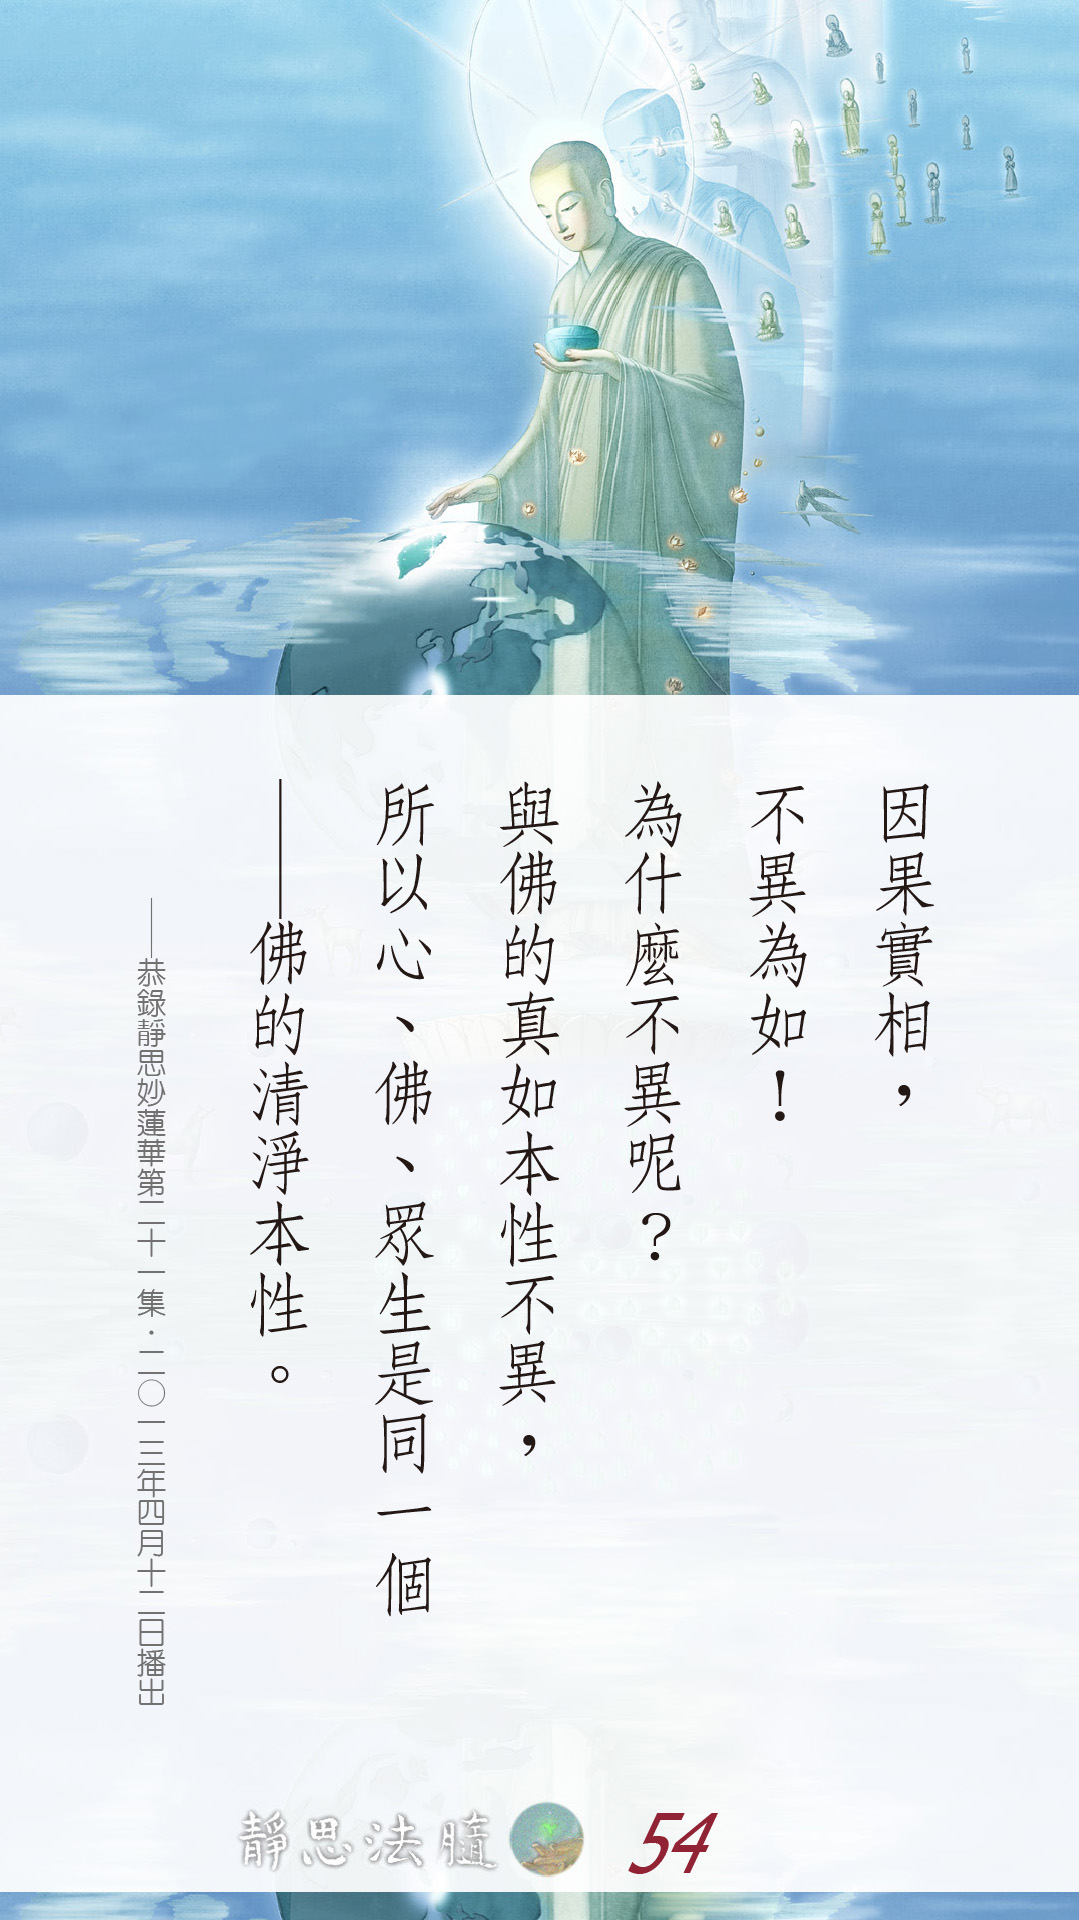 因果實相，
不異為如！
為什麼不異呢？
與佛的真如本性不異，
所以心、佛、眾生是同一個
——佛的清淨本性。
——恭錄靜思妙蓮華第二十一集．二〇一三年四月十二日播出
靜思法髓
54